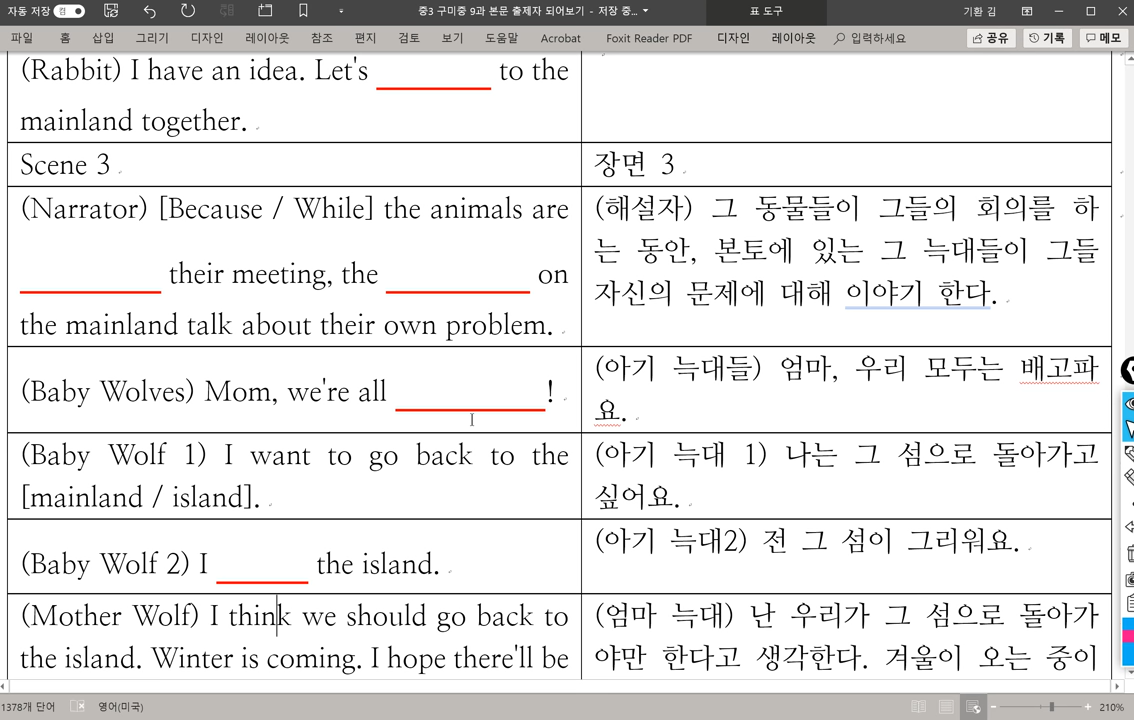 자동 저장 끔 중3 구미중 9과 본문 출제자 되어보기 - 저장 중... 표 도구 기환 김
파일 홈 삽입 그리기 디자인 레이아웃 참조 편지 검토 보기 도움말 Acrobat Foxit Reader PDF 디자인 레이아웃 입력하세요 공유 기록 메모
(Rabbit) I have an idea. Let's ________ to the
mainland together.
Scene 3
장면 3
(Narrator) [Because / While] the animals are
________ their meeting, the ________ on
the mainland talk about their own problem.
(해설자) 그 동물들이 그들의 회의를 하
는 동안, 본토에 있는 그 늑대들이 그들
자신의 문제에 대해 이야기 한다.
(Baby Wolves) Mom, we're all ________!
(아기 늑대들) 엄마, 우리 모두는 배고파
요.
(Baby Wolf 1) I want to go back to the
[mainland / island].
(아기 늑대 1) 나는 그 섬으로 돌아가고
싶어요.
(Baby Wolf 2) I ________ the island.
(아기 늑대2) 전 그 섬이 그리워요.
(Mother Wolf) I think we should go back to
the island. Winter is coming. I hope there'll be
(엄마 늑대) 난 우리가 그 섬으로 돌아가
야만 한다고 생각한다. 겨울이 오는 중이
1378개 단어 영어(미국) 210%